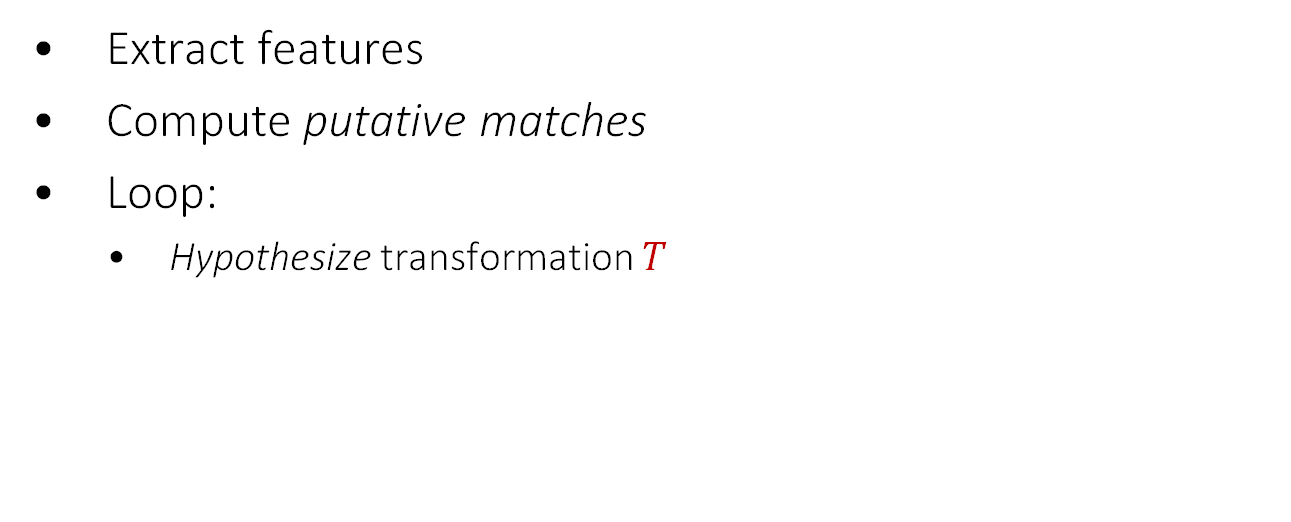 • Extract features
• Compute putative matches
• Loop:
• Hypothesize transformation T